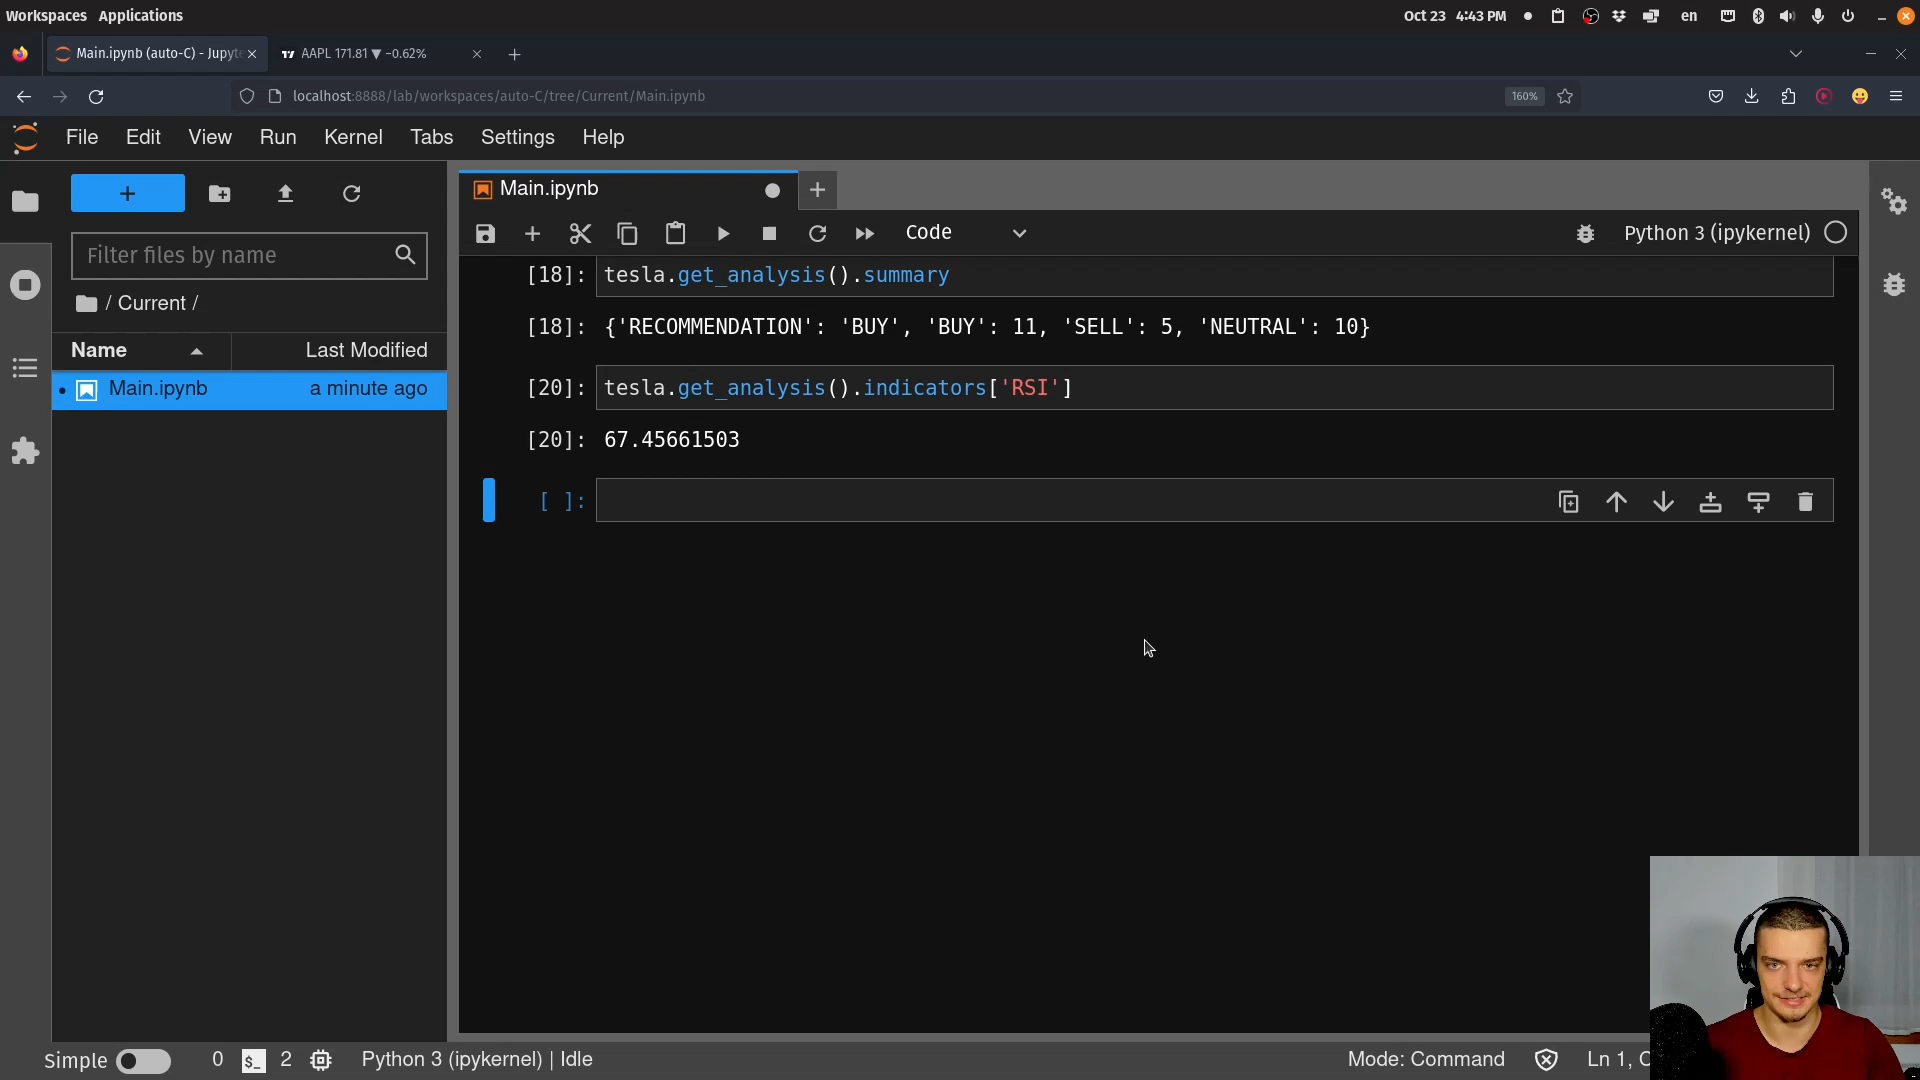 Workspaces Applications Oct 23 4:43 PM en
Main.ipynb (auto-C) - Jupyte AAPL 171.81 ▼ −0.62%
localhost:8888/lab/workspaces/auto-C/tree/Current/Main.ipynb 160%
File Edit View Run Kernel Tabs Settings Help
Main.ipynb
Code Python 3 (ipykernel)
Filter files by name
/ Current /
Name Last Modified
Main.ipynb a minute ago
[18]: tesla.get_analysis().summary
[18]: {'RECOMMENDATION': 'BUY', 'BUY': 11, 'SELL': 5, 'NEUTRAL': 10}
[20]: tesla.get_analysis().indicators['RSI']
[20]: 67.45661503
[ ]:
Simple 0 $_ 2 Python 3 (ipykernel) | Idle Mode: Command Ln 1, C